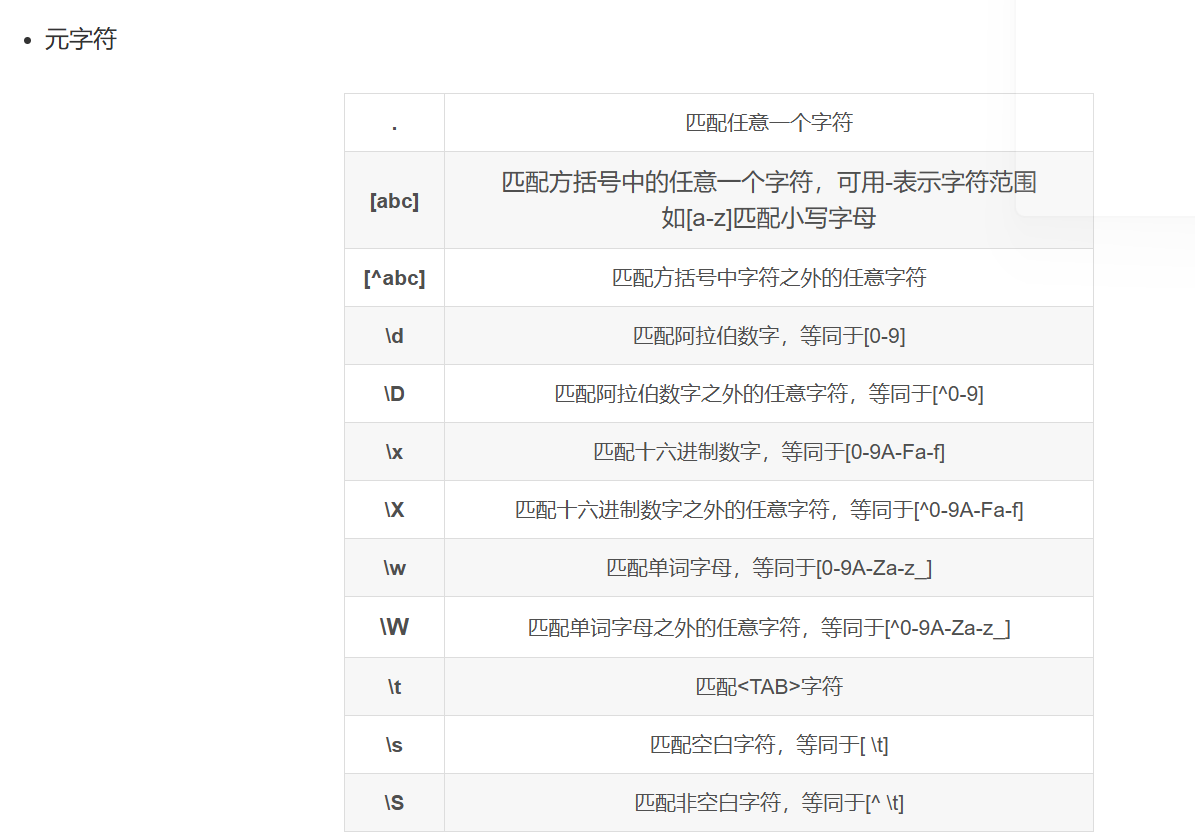 元字符
. 匹配任意一个字符
[abc] 匹配方括号中的任意一个字符，可用-表示字符范围
如[a-z]匹配小写字母
[^abc] 匹配方括号中字符之外的任意字符
\d 匹配阿拉伯数字，等同于[0-9]
\D 匹配阿拉伯数字之外的任意字符，等同于[^0-9]
\x 匹配十六进制数字，等同于[0-9A-Fa-f]
\X 匹配十六进制数字之外的任意字符，等同于[^0-9A-Fa-f]
\w 匹配单词字母，等同于[0-9A-Za-z_]
\W 匹配单词字母之外的任意字符，等同于[^0-9A-Za-z_]
\t 匹配<TAB>字符
\s 匹配空白字符，等同于[ \t]
\S 匹配非空白字符，等同于[^ \t]